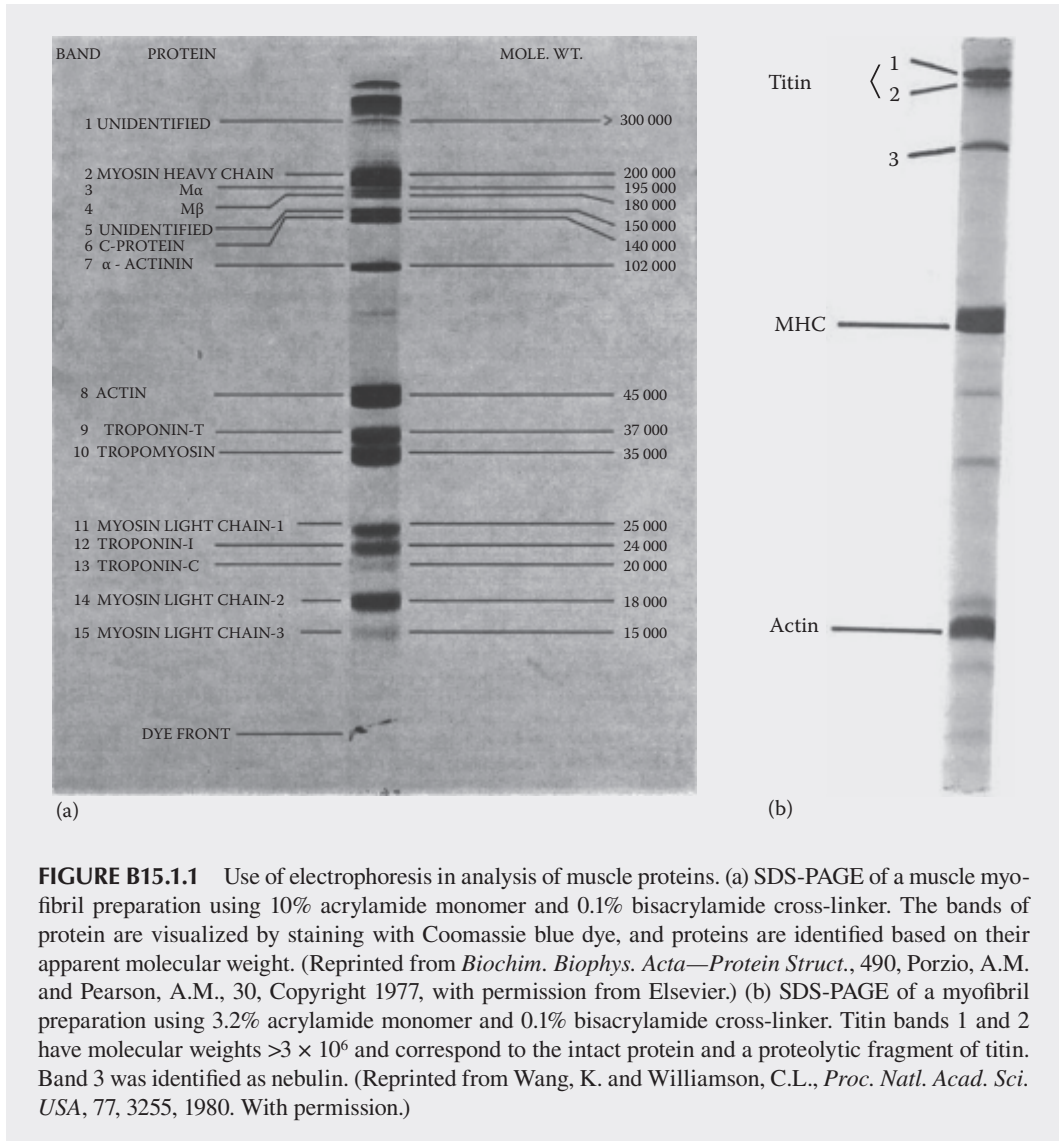 BAND PROTEIN MOLE. WT.
1 UNIDENTIFIED > 300 000
2 MYOSIN HEAVY CHAIN 200 000
3 Mα 195 000
4 Mβ 180 000
5 UNIDENTIFIED 150 000
6 C-PROTEIN 140 000
7 α - ACTININ 102 000
8 ACTIN 45 000
9 TROPONIN-T 37 000
10 TROPOMYOSIN 35 000
11 MYOSIN LIGHT CHAIN-1 25 000
12 TROPONIN-I 24 000
13 TROPONIN-C 20 000
14 MYOSIN LIGHT CHAIN-2 18 000
15 MYOSIN LIGHT CHAIN-3 15 000
DYE FRONT
(a)
Titin
1
2
3
MHC
Actin
(b)
FIGURE B15.1.1 Use of electrophoresis in analysis of muscle proteins. (a) SDS-PAGE of a muscle myo-
fibril preparation using 10% acrylamide monomer and 0.1% bisacrylamide cross-linker. The bands of
protein are visualized by staining with Coomassie blue dye, and proteins are identified based on their
apparent molecular weight. (Reprinted from Biochim. Biophys. Acta—Protein Struct., 490, Porzio, A.M.
and Pearson, A.M., 30, Copyright 1977, with permission from Elsevier.) (b) SDS-PAGE of a myofibril
preparation using 3.2% acrylamide monomer and 0.1% bisacrylamide cross-linker. Titin bands 1 and 2
have molecular weights >3 × 10⁶ and correspond to the intact protein and a proteolytic fragment of titin.
Band 3 was identified as nebulin. (Reprinted from Wang, K. and Williamson, C.L., Proc. Natl. Acad. Sci.
USA, 77, 3255, 1980. With permission.)